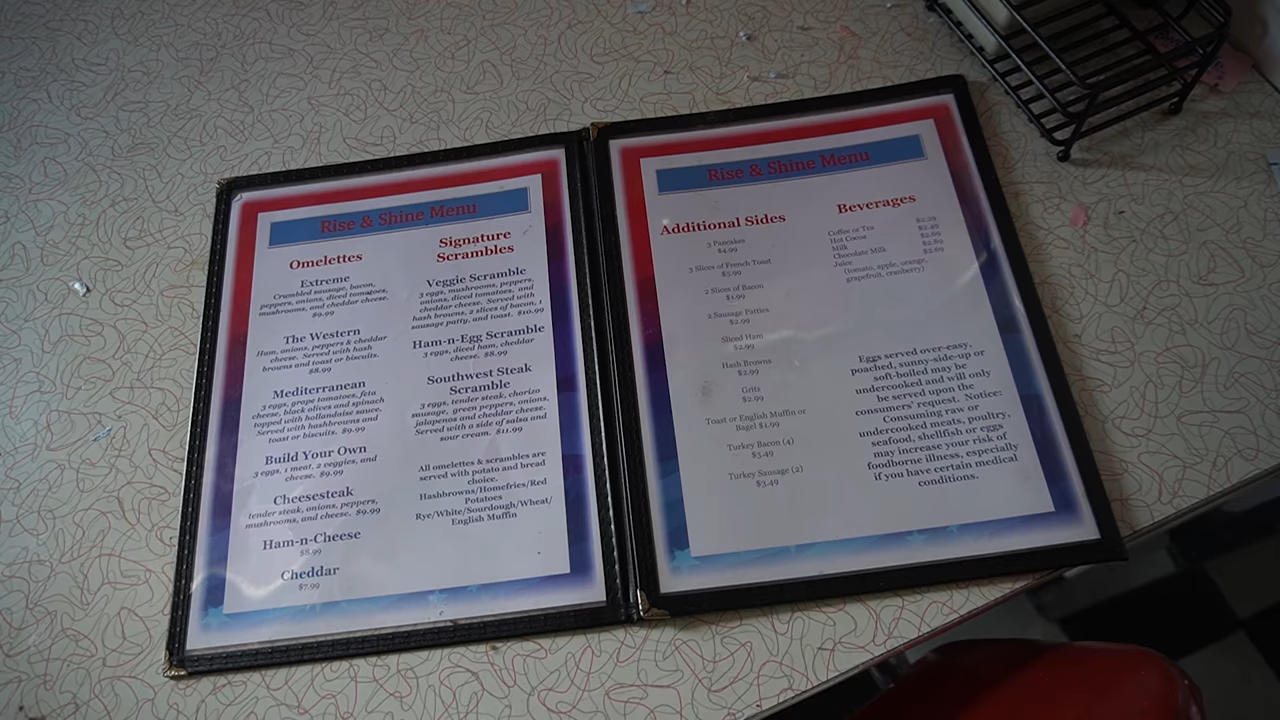 Rise & Shine Menu
Omelettes
Extreme
Crumbled sausage, bacon,
peppers, onions, diced tomatoes,
mushrooms, and cheddar cheese.
$9.99
The Western
Ham, onions, peppers & cheddar
cheese. Served with hash
browns and toast or biscuits.
$8.99
Mediterranean
3 eggs, grape tomatoes, feta
cheese, black olives and spinach
topped with hollandaise sauce.
Served with hashbrowns and
toast or biscuits. $9.99
Build Your Own
3 eggs, 1 meat, 2 veggies, and
cheese. $9.99
Cheesesteak
tender steak, onions, peppers,
mushrooms, and cheese. $9.99
Ham-n-Cheese
$8.99
Cheddar
$7.99
Signature
Scrambles
Veggie Scramble
3 eggs, mushrooms, peppers,
onions, diced tomatoes, and
cheddar cheese. Served with
hash browns, 2 slices of bacon, 1
sausage patty, and toast. $10.99
Ham-n-Egg Scramble
3 eggs, diced ham, cheddar
cheese. $8.99
Southwest Steak
Scramble
3 eggs, tender steak, chorizo
sausage, green peppers, onions,
jalapenos and cheddar cheese.
Served with a side of salsa and
sour cream. $11.99
All omelettes & scrambles are
served with potato and bread
choice.
Hashbrowns/Homefries/Red
Potatoes
Rye/White/Sourdough/Wheat/
English Muffin
Rise & Shine Menu
Additional Sides
3 Pancakes
$4.99
3 Slices of French Toast
$5.99
2 Slices of Bacon
$1.99
2 Sausage Patties
$2.99
Sliced Ham
$2.99
Hash Browns
$2.99
Grits
$2.99
Toast or English Muffin or
Bagel $1.99
Turkey Bacon (4)
$3.49
Turkey Sausage (2)
$3.49
Beverages
Coffee or Tea $2.29
Hot Cocoa $2.49
Milk $2.69
Chocolate Milk $2.89
Juice $2.69
(tomato, apple, orange,
grapefruit, cranberry)
Eggs served over-easy,
poached, sunny-side-up or
soft-boiled may be
undercooked and will only
be served upon the
consumers' request. Notice:
Consuming raw or
undercooked meats, poultry,
seafood, shellfish or eggs
may increase your risk of
foodborne illness, especially
if you have certain medical
conditions.